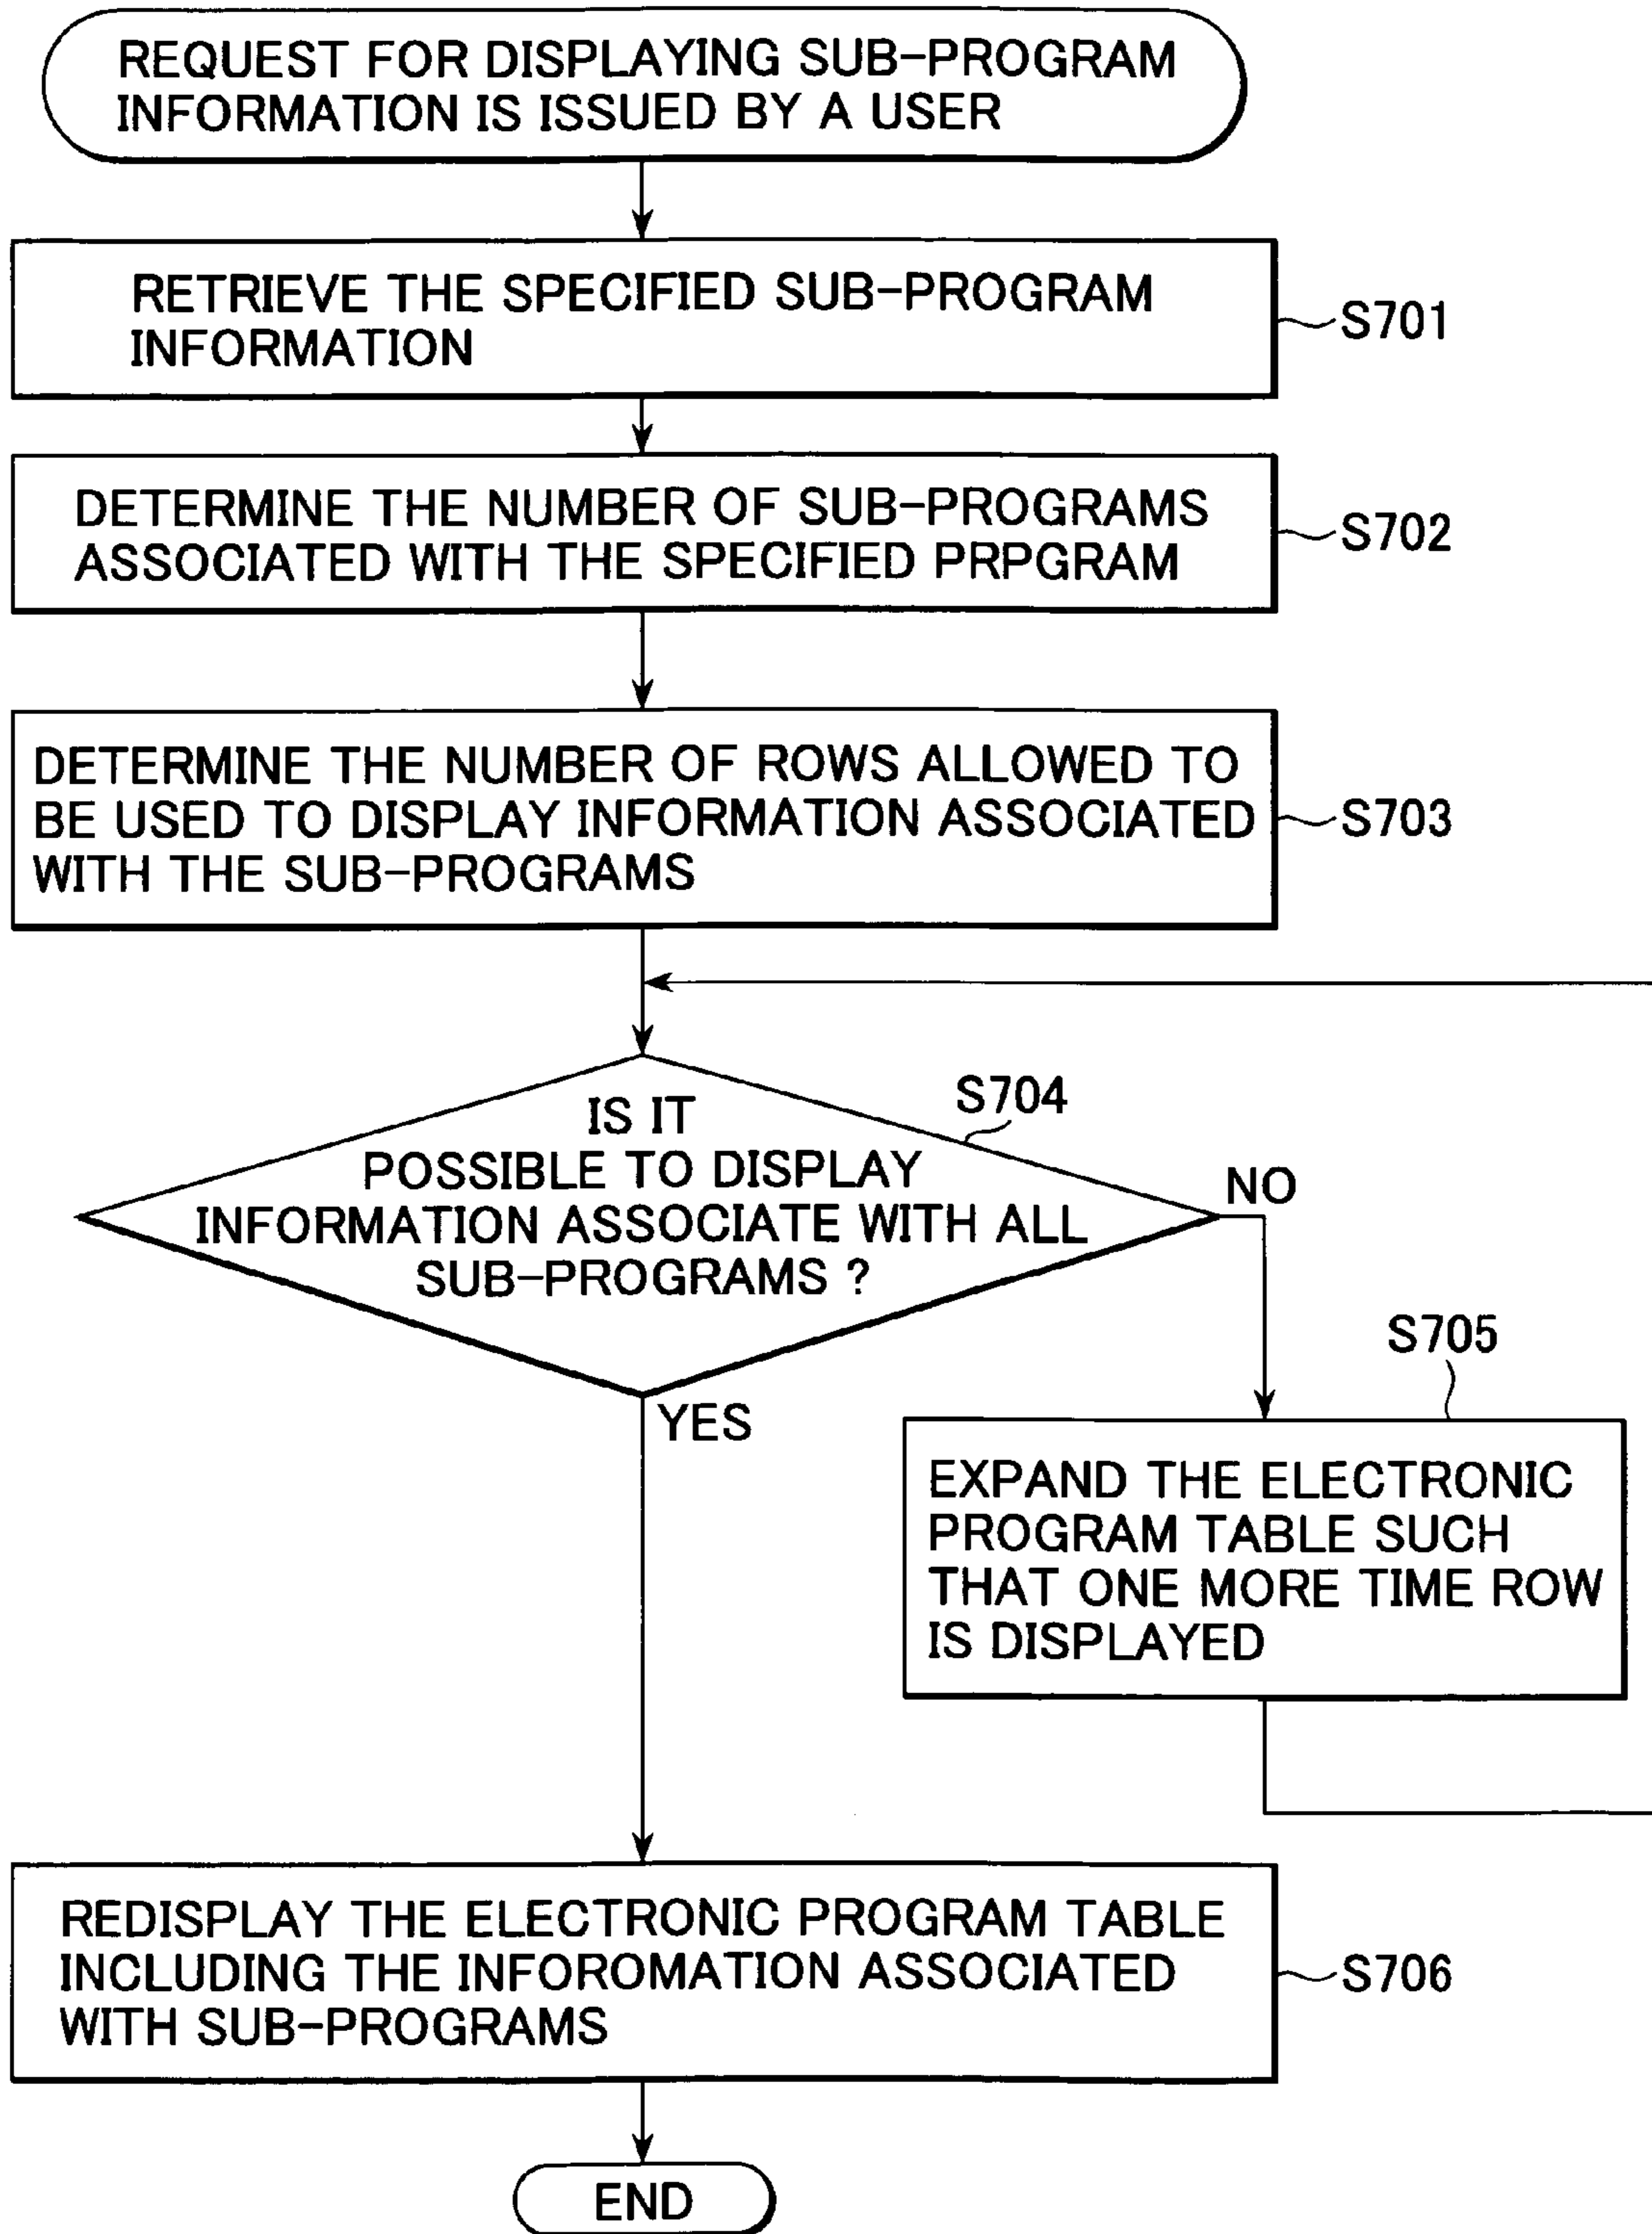 REQUEST FOR DISPLAYING SUB-PROGRAM
INFORMATION IS ISSUED BY A USER
RETRIEVE THE SPECIFIED SUB-PROGRAM
INFORMATION
S701
DETERMINE THE NUMBER OF SUB-PROGRAMS
ASSOCIATED WITH THE SPECIFIED PRPGRAM
S702
DETERMINE THE NUMBER OF ROWS ALLOWED TO
BE USED TO DISPLAY INFORMATION ASSOCIATED
WITH THE SUB-PROGRAMS
S703
S704
IS IT
POSSIBLE TO DISPLAY
INFORMATION ASSOCIATE WITH ALL
SUB-PROGRAMS ?
NO
YES
S705
EXPAND THE ELECTRONIC
PROGRAM TABLE SUCH
THAT ONE MORE TIME ROW
IS DISPLAYED
REDISPLAY THE ELECTRONIC PROGRAM TABLE
INCLUDING THE INFOROMATION ASSOCIATED
WITH SUB-PROGRAMS
S706
END